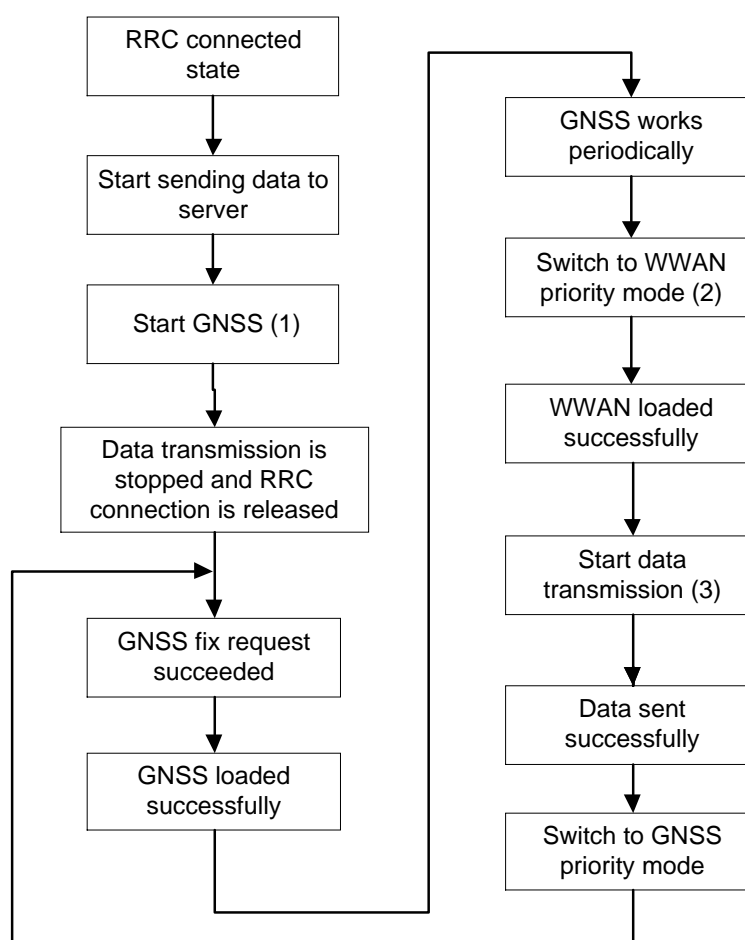 RRC connected
state
Start sending data to
server
Start GNSS (1)
Data transmission is
stopped and RRC
connection is released
GNSS fix request
succeeded
GNSS loaded
successfully
GNSS works
periodically
Switch to WWAN
priority mode (2)
WWAN loaded
successfully
Start data
transmission (3)
Data sent
successfully
Switch to GNSS
priority mode